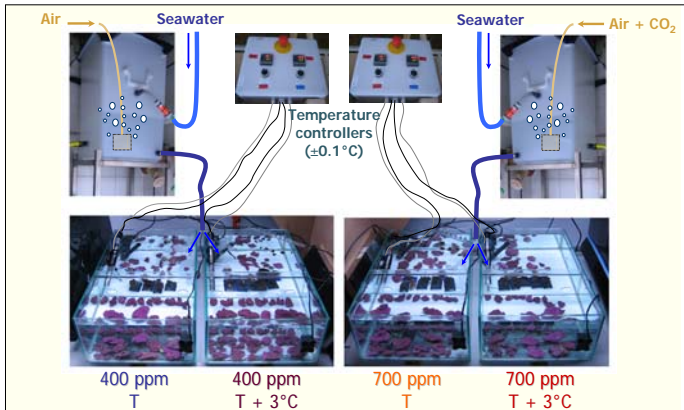 Air
Seawater
Seawater
Air + CO₂
Temperature
controllers
(±0.1°C)
400 ppm
T
400 ppm
T + 3°C
700 ppm
T
700 ppm
T + 3°C